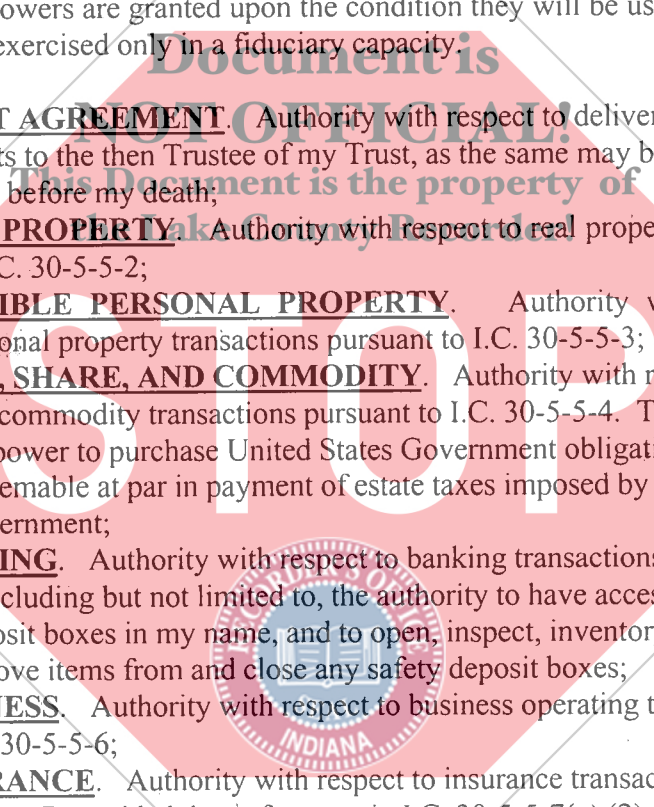 owers are granted upon the condition they will be us
exercised only in a fiduciary capacity.
Document is
T AGREEMENT. Authority with respect to deliver
NOT OFFICIAL!
ts to the then Trustee of my Trust, as the same may b
This Document is the property of
before my death;
the Lake County Recorder!
PROPERTY. Authority with respect to real prope
C. 30-5-5-2;
IBLE PERSONAL PROPERTY. Authority
onal property transactions pursuant to I.C. 30-5-5-3;
STOP
, SHARE, AND COMMODITY. Authority with r
commodity transactions pursuant to I.C. 30-5-5-4. T
power to purchase United States Government obligati
emable at par in payment of estate taxes imposed by
ernment;
ING. Authority with respect to banking transactions
cluding but not limited to, the authority to have acces
RECORDER'S OFFICE
osit boxes in my name, and to open, inspect, inventor
ove items from and close any safety deposit boxes;
NESS. Authority with respect to business operating t
30-5-5-6;
INDIANA
RANCE. Authority with respect to insurance transac